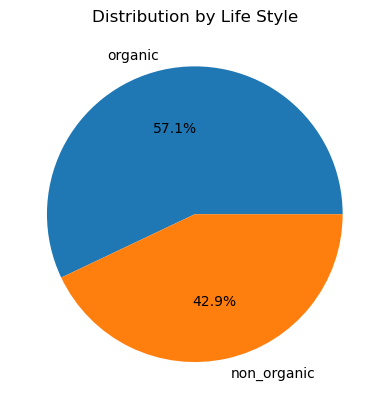 Distribution by Life Style
organic
57.1%
42.9%
non_organic